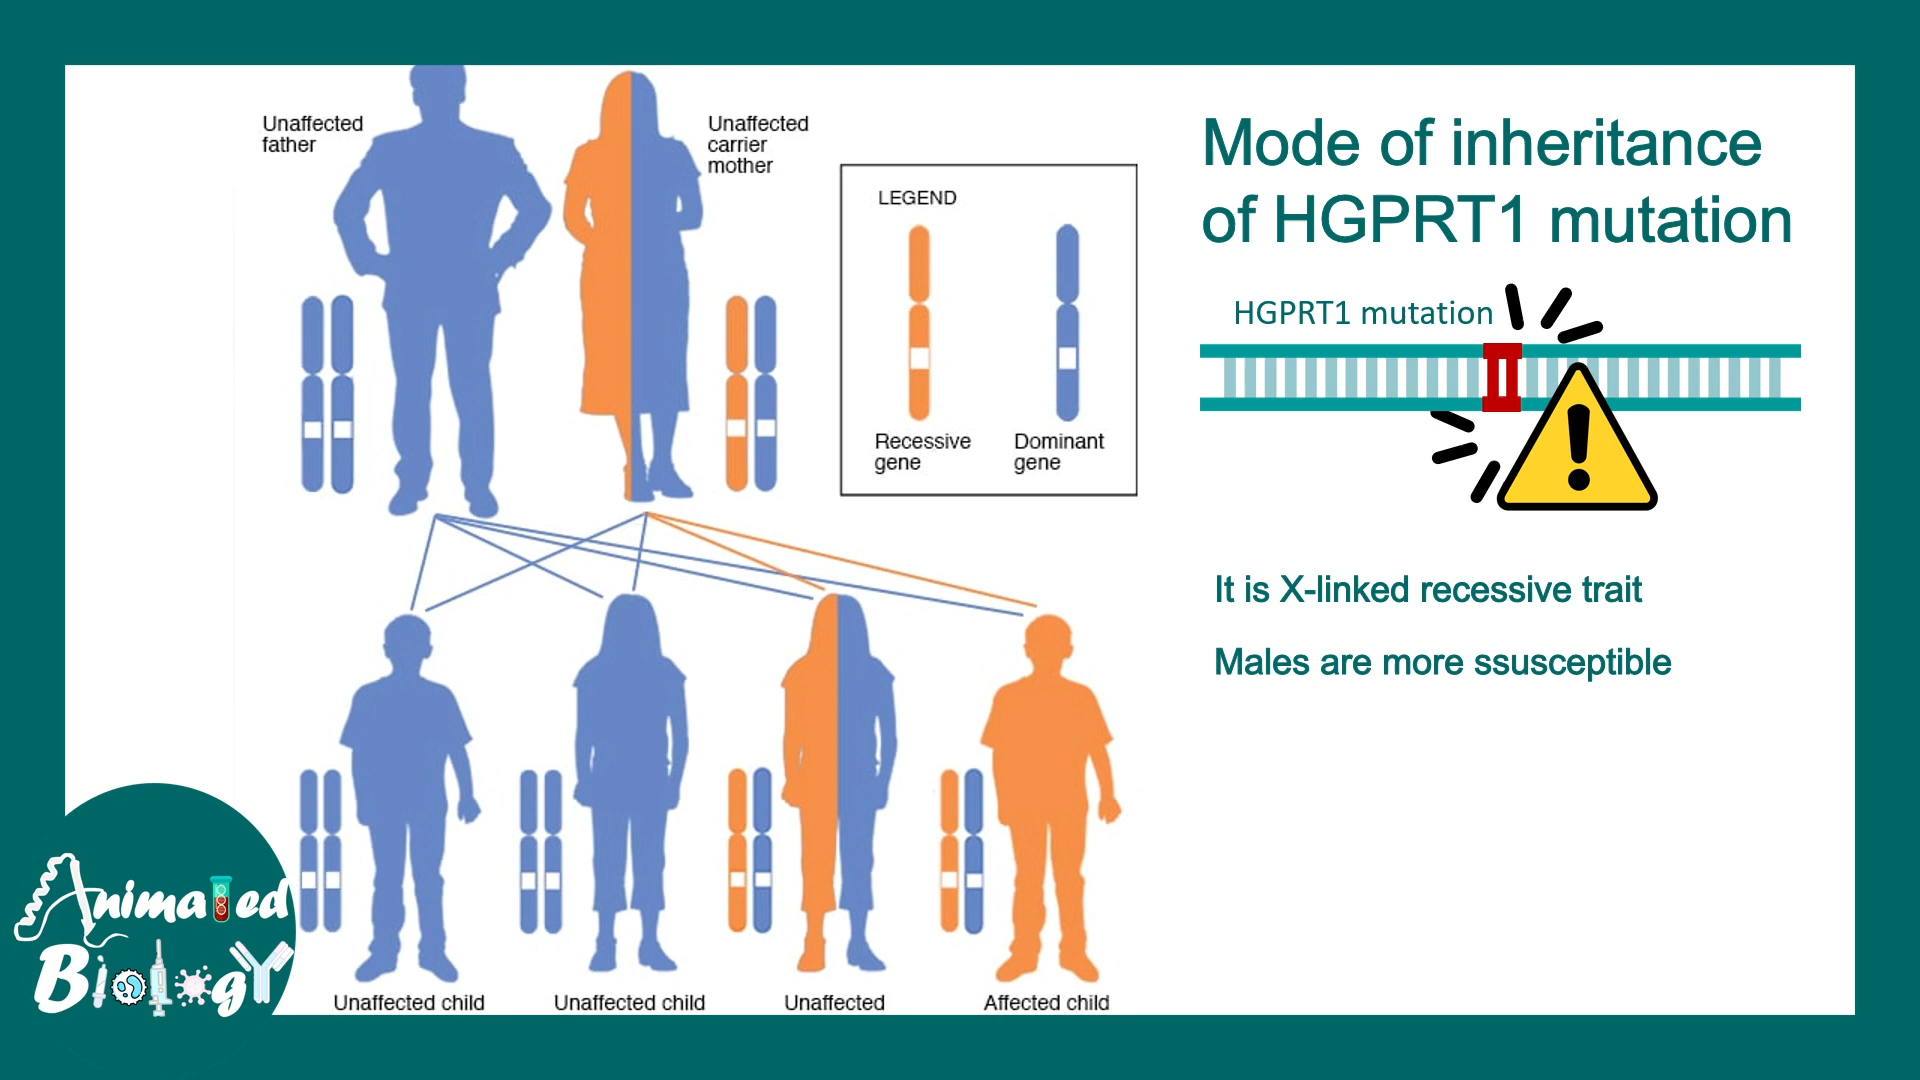 Unaffected
father
Unaffected
carrier
mother
LEGEND
Recessive
gene
Dominant
gene
Mode of inheritance
of HGPRT1 mutation
HGPRT1 mutation
It is X-linked recessive trait
Males are more ssusceptible
Unaffected child
Unaffected child
Unaffected
Affected child
Animated
Biology